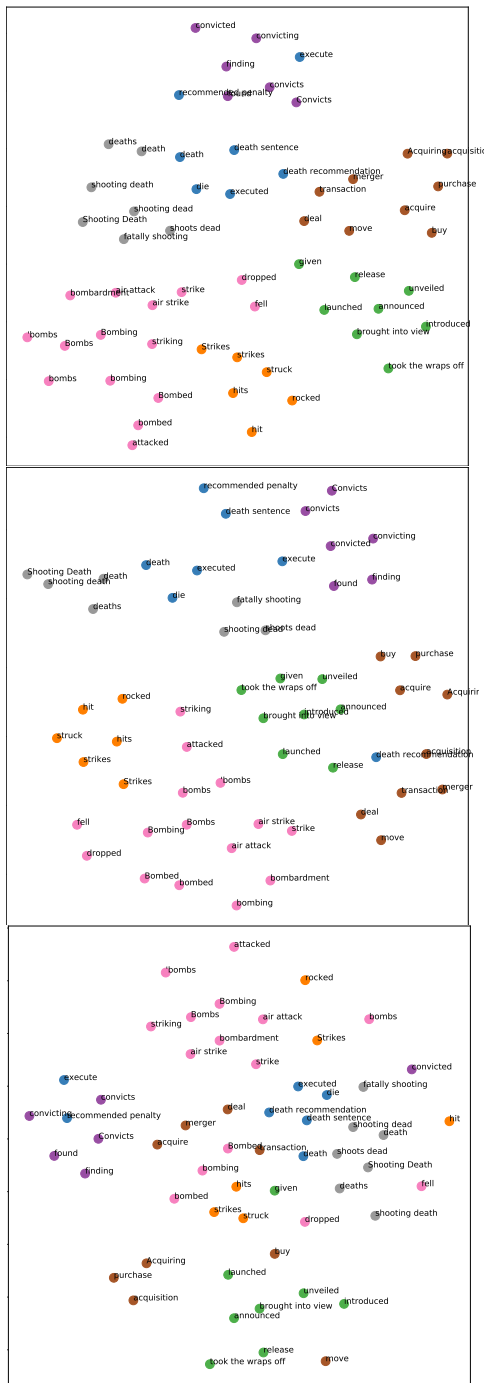 convicted
convicting
execute
finding
convicts
recommended penalty
found
Convicts
deaths
death
death
death sentence
Acquiring
acquisiti
death recommendation
merger
shooting death
die
executed
transaction
purchase
shooting dead
acquire
Shooting Death
deal
shoots dead
move
buy
fatally shooting
given
dropped
release
bombardment
air attack
strike
unveiled
air strike
fell
launched
announced
introduced
'bombs
Bombing
brought into view
Bombs
striking
Strikes
strikes
took the wraps off
struck
bombs
bombing
hits
Bombed
rocked
bombed
hit
attacked
recommended penalty
Convicts
death sentence
convicts
convicting
convicted
execute
death
executed
Shooting Death
shooting death
death
finding
found
die
fatally shooting
deaths
shooting dead
shoots dead
buy
purchase
given
unveiled
took the wraps off
acquire
Acquirin
rocked
hit
striking
announced
introduced
brought into view
struck
hits
attacked
launched
acquisition
death recommendation
release
strikes
Strikes
'bombs
bombs
merger
transaction
deal
fell
Bombs
air strike
Bombing
strike
move
air attack
dropped
Bombed
bombed
bombardment
bombing
attacked
'bombs
rocked
Bombing
Bombs
air attack
bombs
striking
bombardment
Strikes
air strike
strike
convicted
execute
executed
fatally shooting
die
convicts
deal
death recommendation
convicting
recommended penalty
death sentence
hit
merger
shooting dead
death
Convicts
acquire
Bombed
transaction
found
death
shoots dead
Shooting Death
finding
bombing
hits
given
deaths
fell
bombed
strikes
struck
dropped
shooting death
buy
Acquiring
purchase
launched
acquisition
unveiled
introduced
brought into view
announced
release
took the wraps off
move